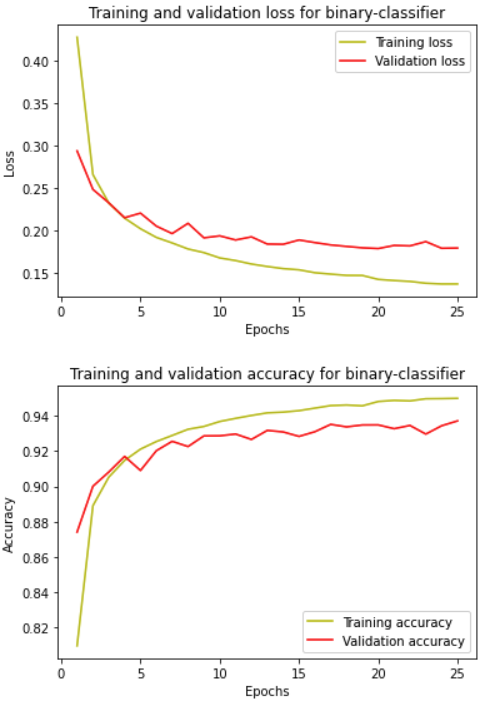 Training and validation loss for binary-classifier
Training loss
Validation loss
0.40
0.35
0.30
0.25
0.20
0.15
Loss
0 5 10 15 20 25
Epochs
Training and validation accuracy for binary-classifier
0.94
0.92
0.90
0.88
0.86
0.84
0.82
Accuracy
Training accuracy
Validation accuracy
0 5 10 15 20 25
Epochs